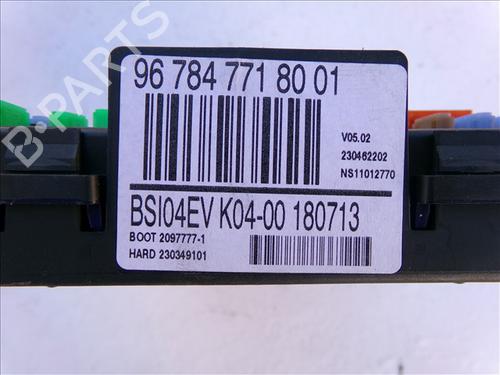 96 784 771 80 01
V05.02
230462202
NS11012770
BSI04EV K04-00 180713
BOOT 2097777-1
HARD 230349101
B-PARTS